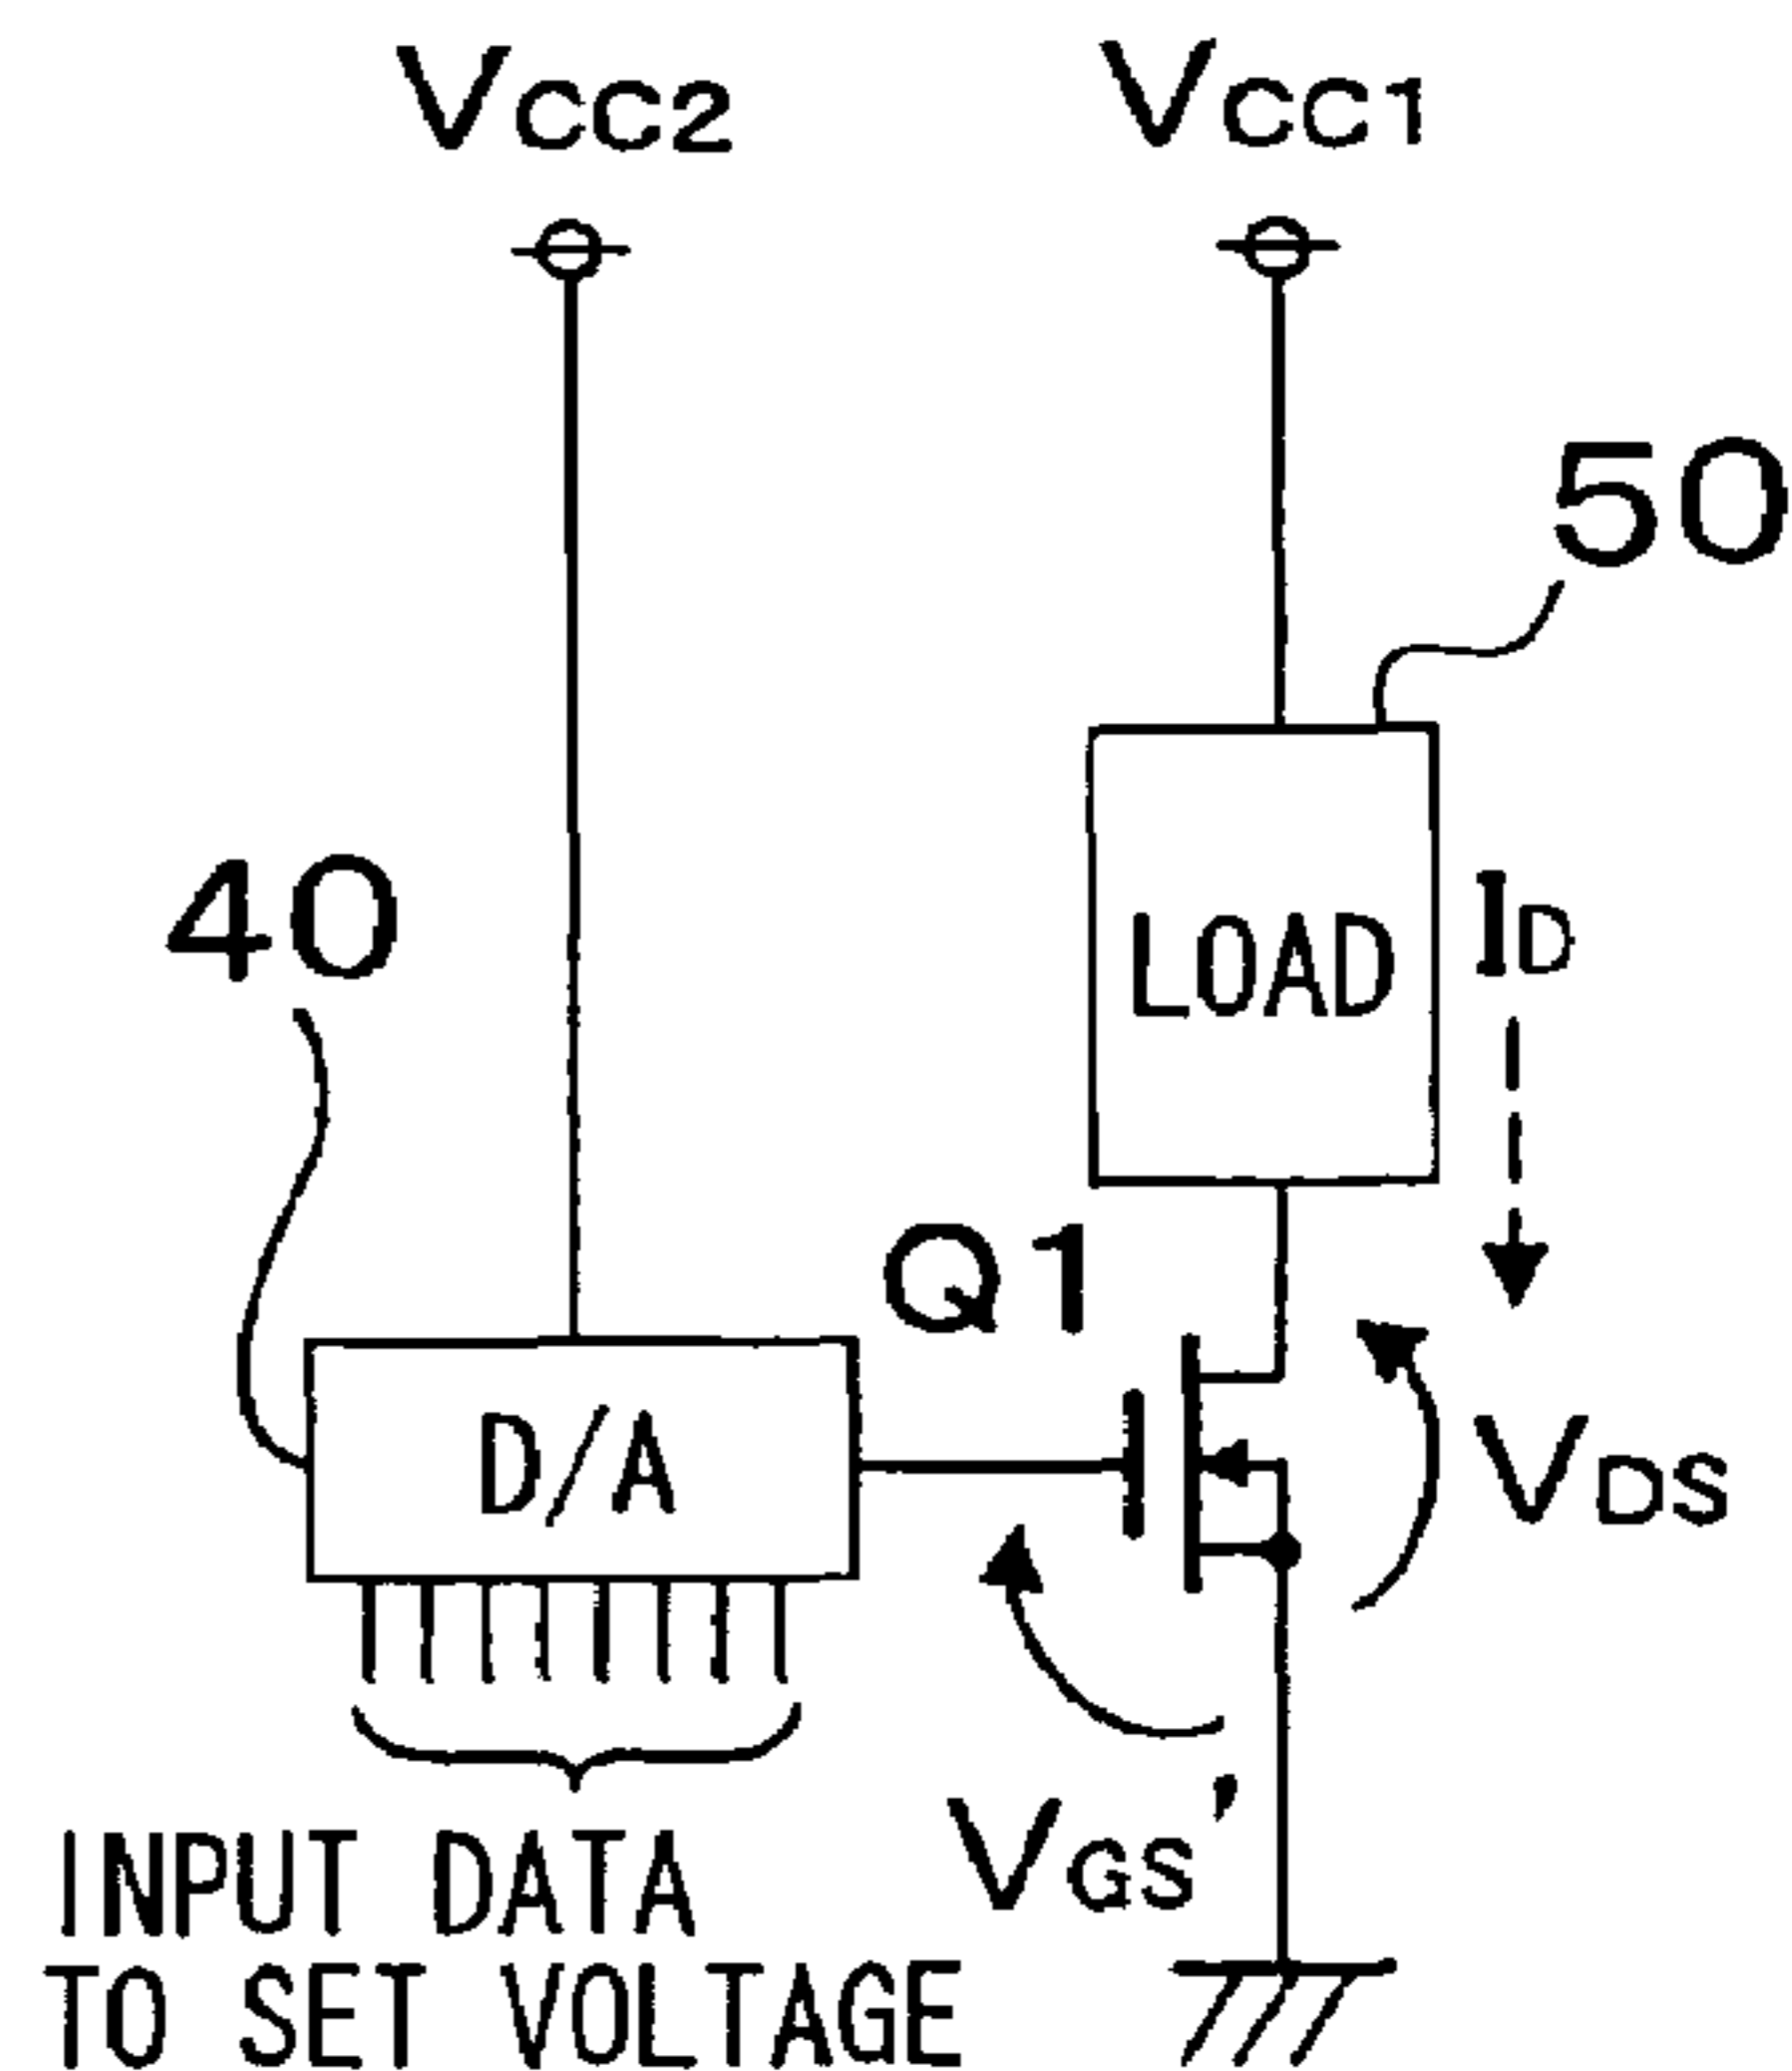 VCC2
VCC1
50
40
LOAD
ID
Q1
D/A
VDS
VGS'
INPUT DATA
TO SET VOLTAGE